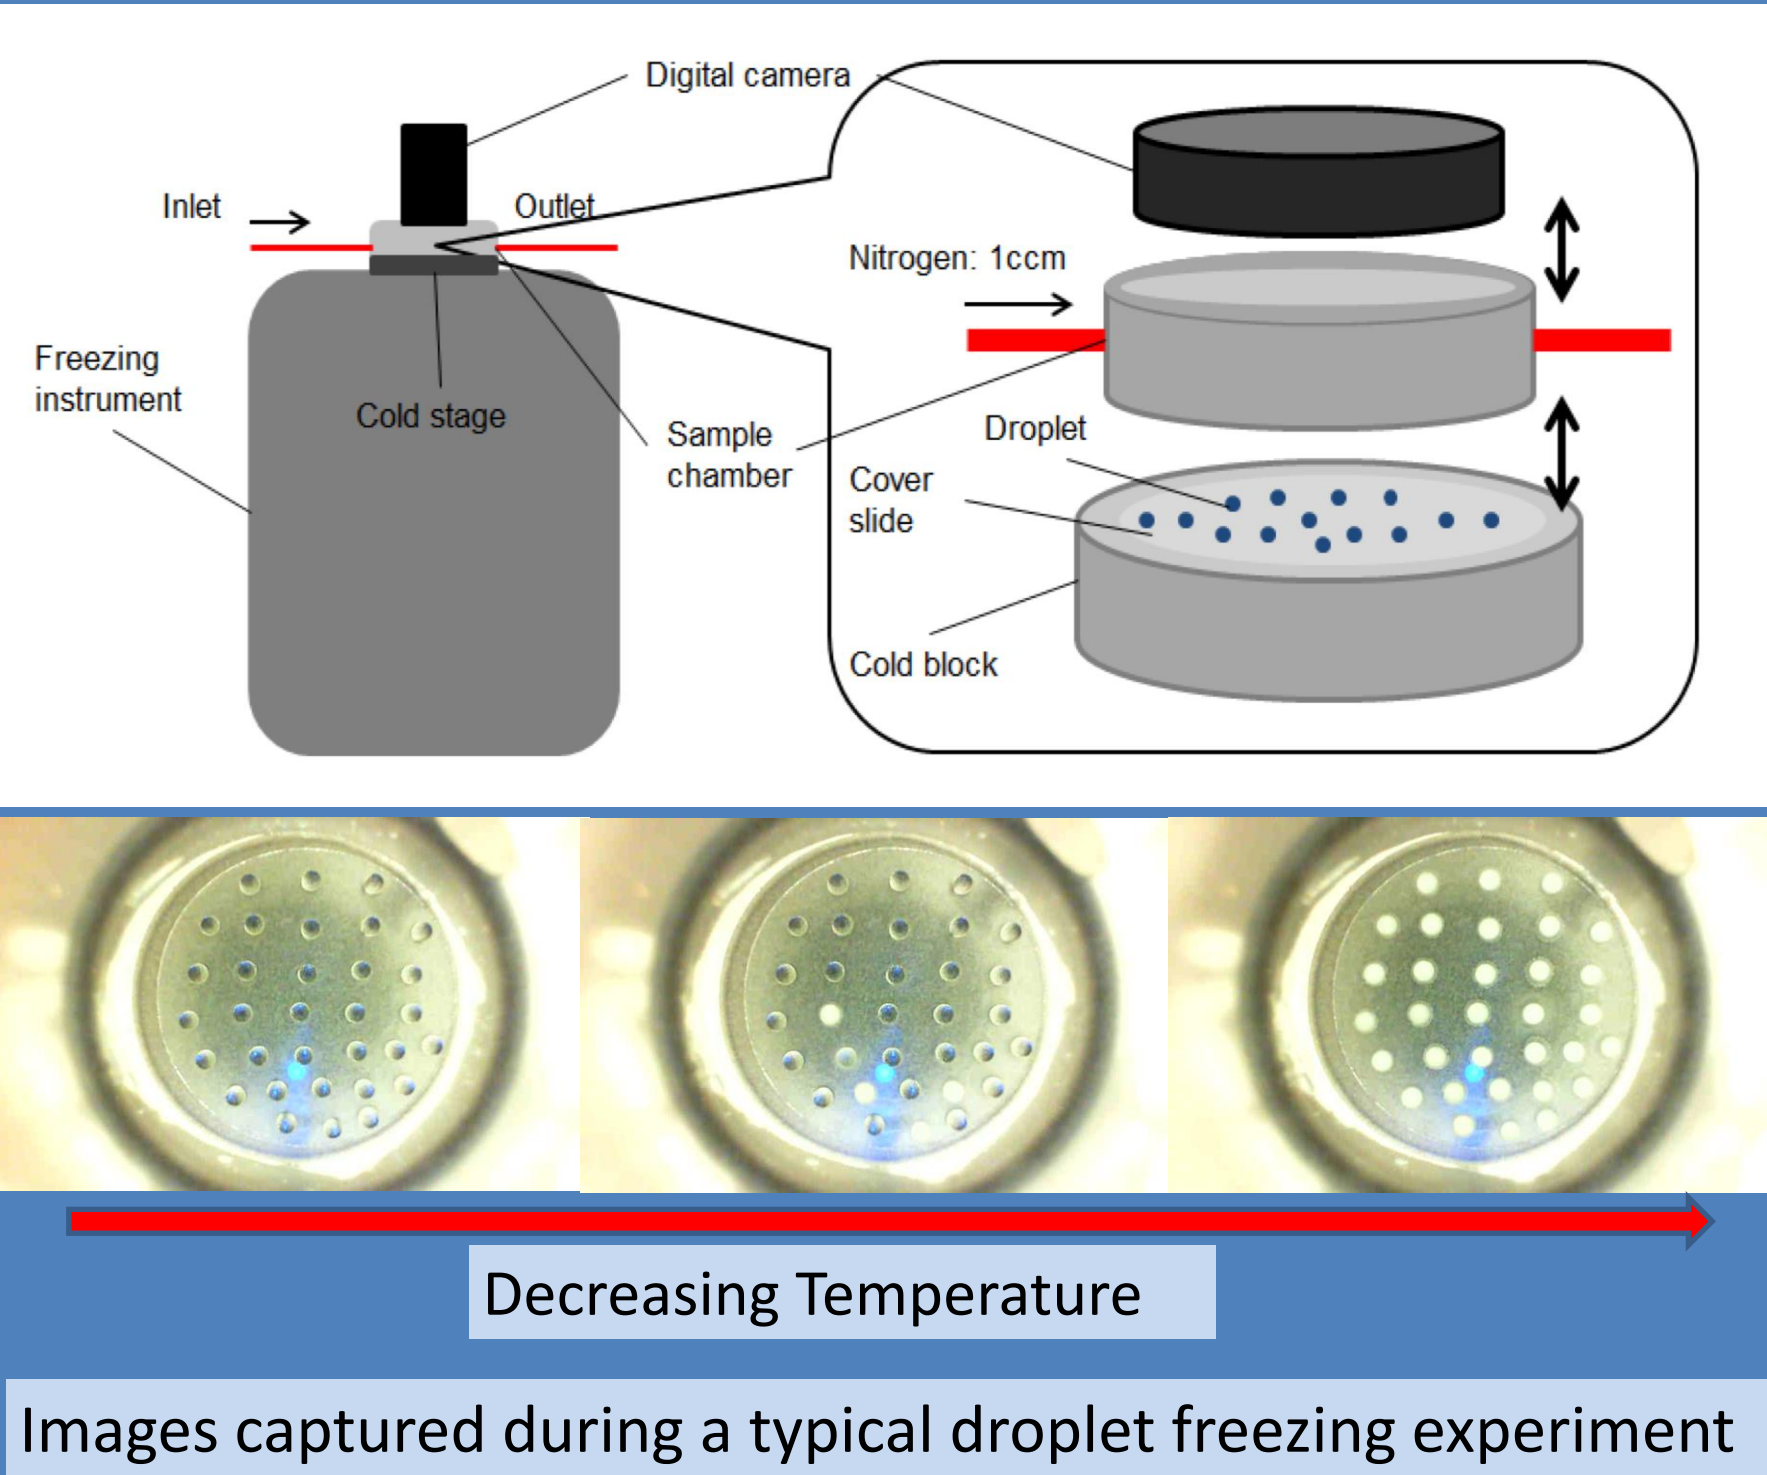 Digital camera
Inlet
Outlet
Nitrogen: 1ccm
Freezing
instrument
Cold stage
Sample
chamber
Droplet
Cover
slide
Cold block
Decreasing Temperature
Images captured during a typical droplet freezing experiment